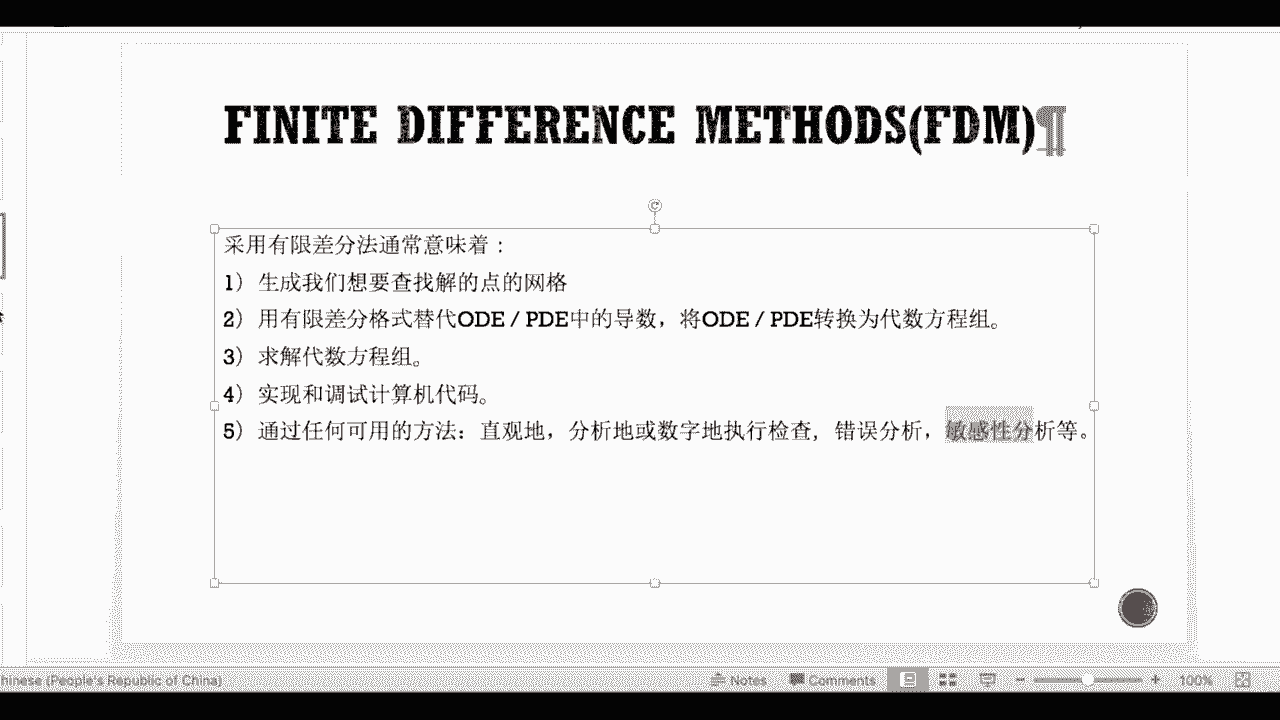 FINITE DIFFERENCE METHODS(FDM)¶
采用有限差分法通常意味着：
1）生成我们想要查找解的点的网格
2）用有限差分格式替代ODE / PDE中的导数，将ODE / PDE转换为代数方程组。
3）求解代数方程组。
4）实现和调试计算机代码。
5）通过任何可用的方法：直观地，分析地或数字地执行检查，错误分析，敏感性分析等。
hinese (People's Republic of China)
Notes
Comments
100%